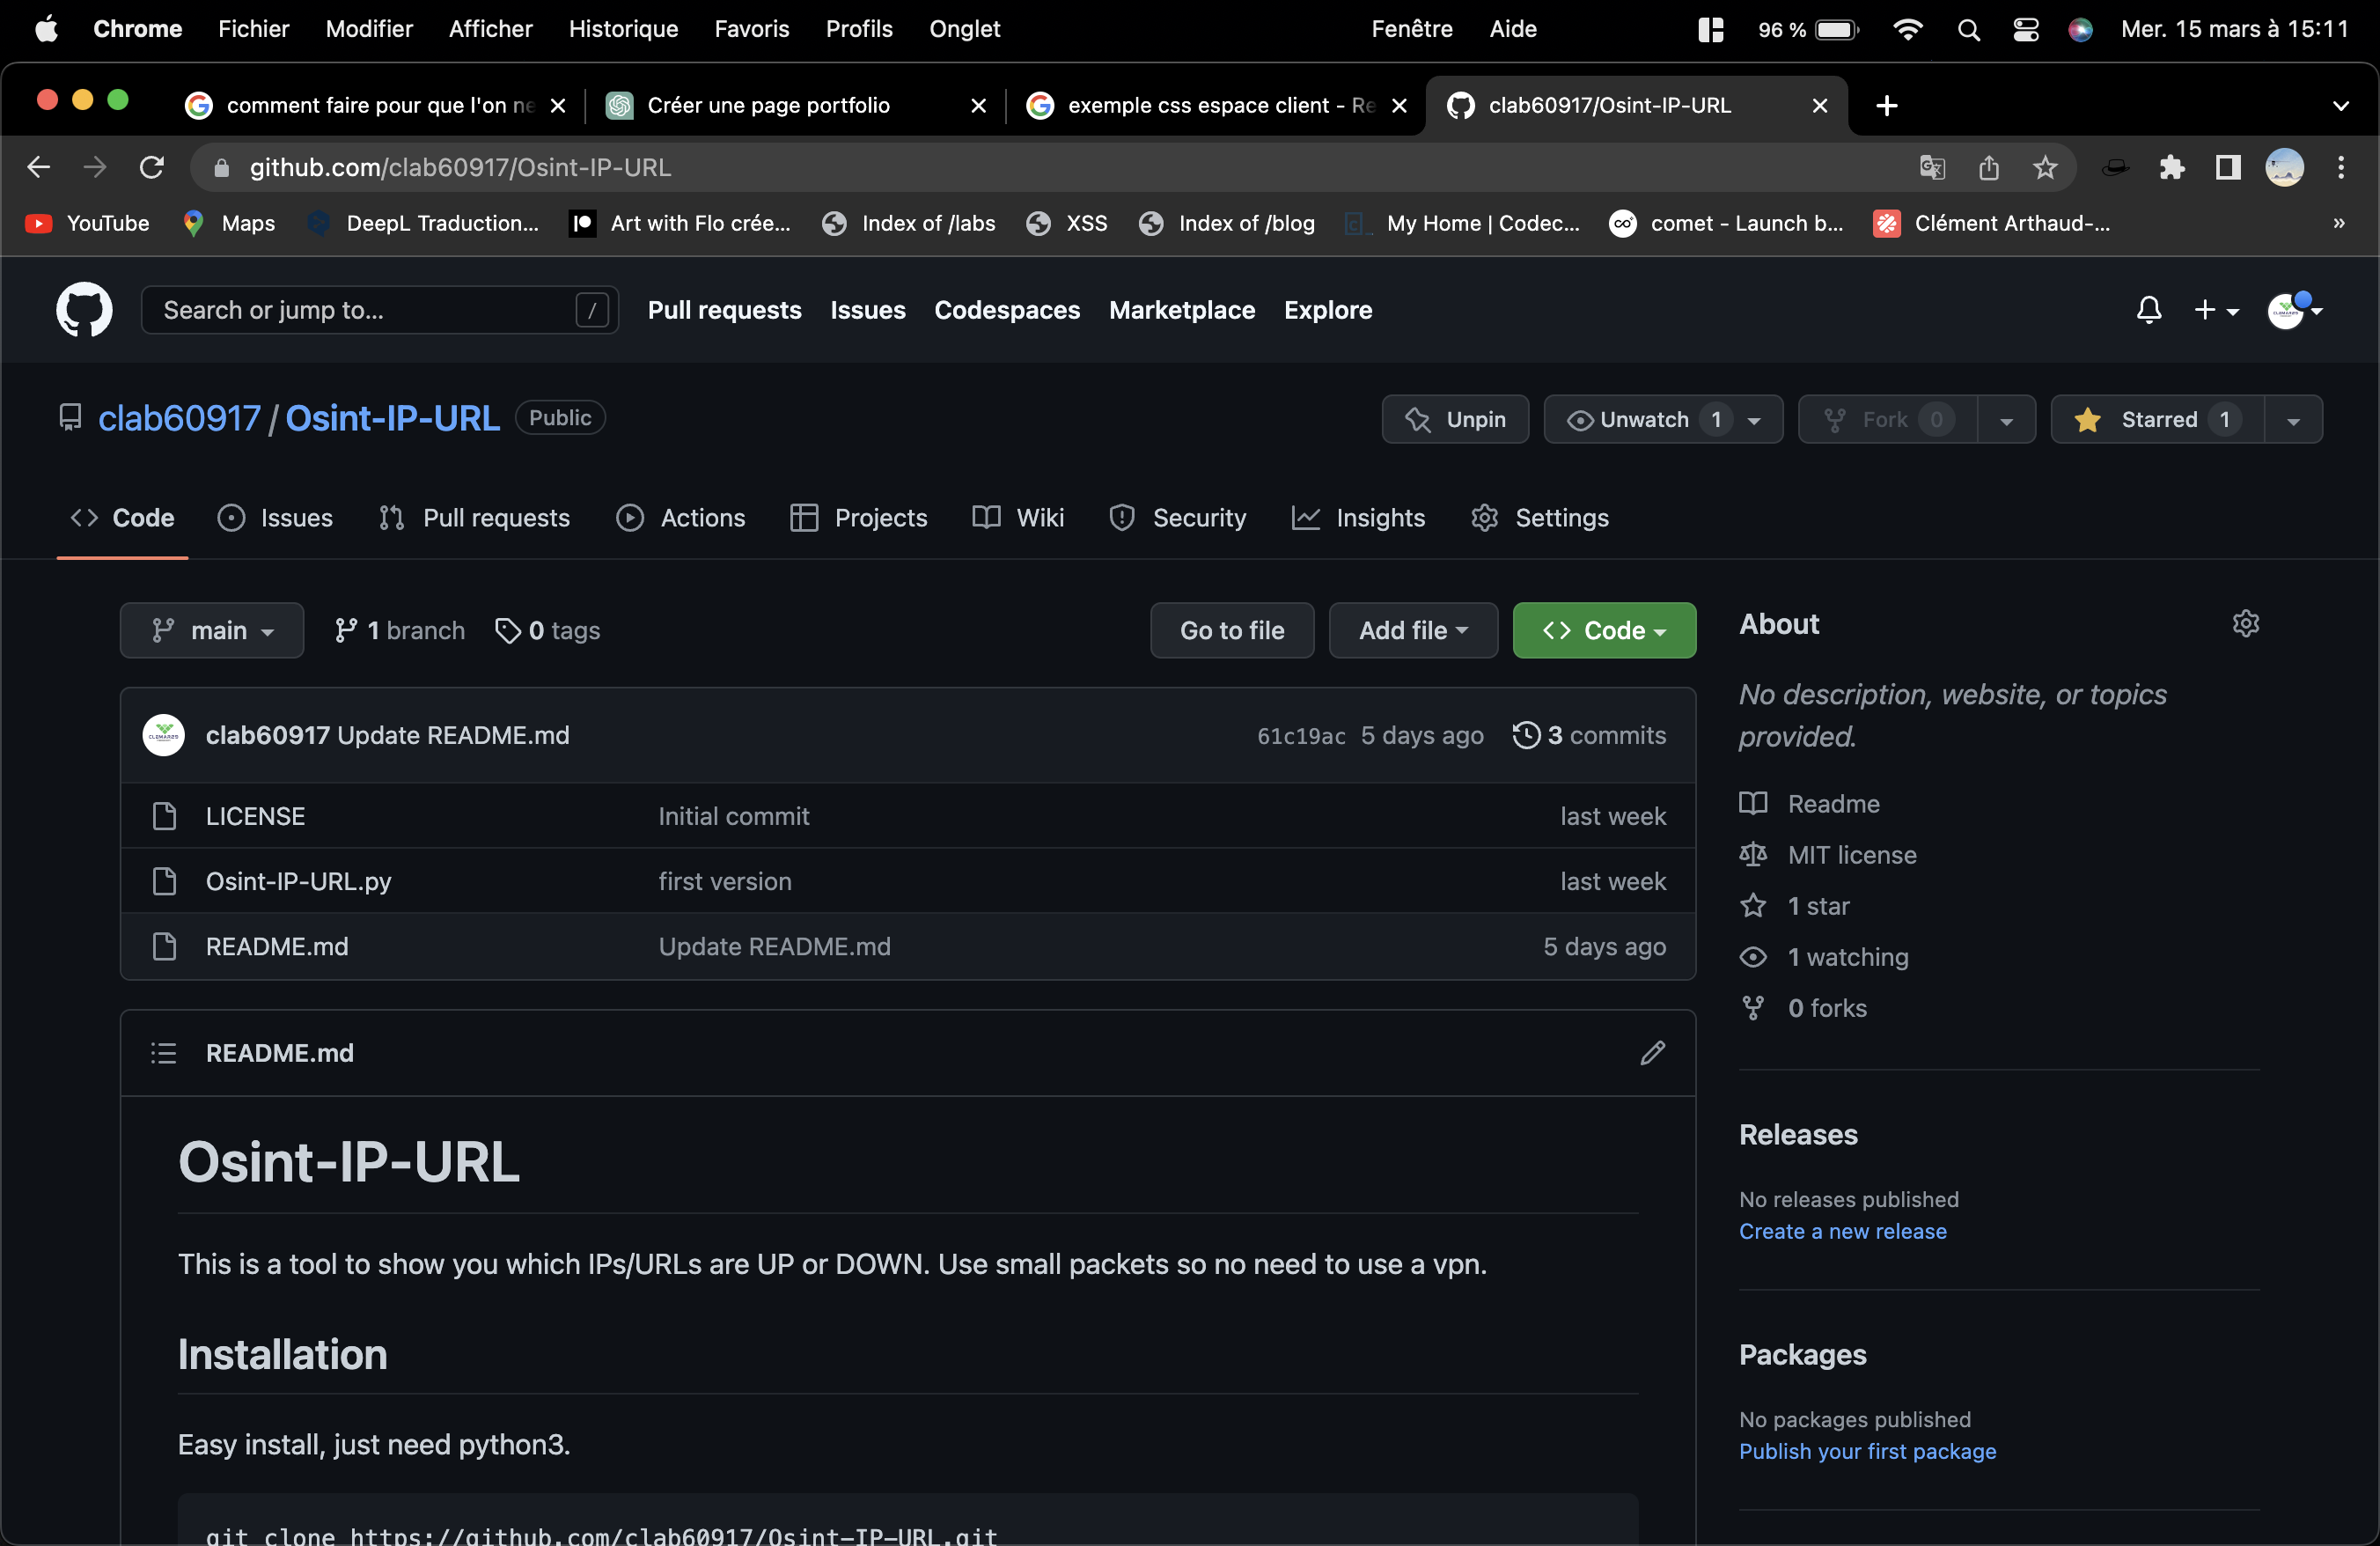 Chrome Fichier Modifier Afficher Historique Favoris Profils Onglet Fenêtre Aide 96 % Mer. 15 mars à 15:11
comment faire pour que l'on ne Créer une page portfolio exemple css espace client - Re clab60917/Osint-IP-URL
github.com/clab60917/Osint-IP-URL
YouTube Maps DeepL Traduction... Art with Flo crée... Index of /labs XSS Index of /blog My Home | Codec... comet - Launch b... Clément Arthaud-... »
Search or jump to... / Pull requests Issues Codespaces Marketplace Explore
clab60917 / Osint-IP-URL Public Unpin Unwatch 1 Fork 0 Starred 1
Code Issues Pull requests Actions Projects Wiki Security Insights Settings
main 1 branch 0 tags Go to file Add file Code
clab60917 Update README.md 61c19ac 5 days ago 3 commits
LICENSE Initial commit last week
Osint-IP-URL.py first version last week
README.md Update README.md 5 days ago
README.md
Osint-IP-URL
This is a tool to show you which IPs/URLs are UP or DOWN. Use small packets so no need to use a vpn.
Installation
Easy install, just need python3.
git clone https://github.com/clab60917/Osint-IP-URL.git
About
No description, website, or topics
provided.
Readme
MIT license
1 star
1 watching
0 forks
Releases
No releases published
Create a new release
Packages
No packages published
Publish your first package